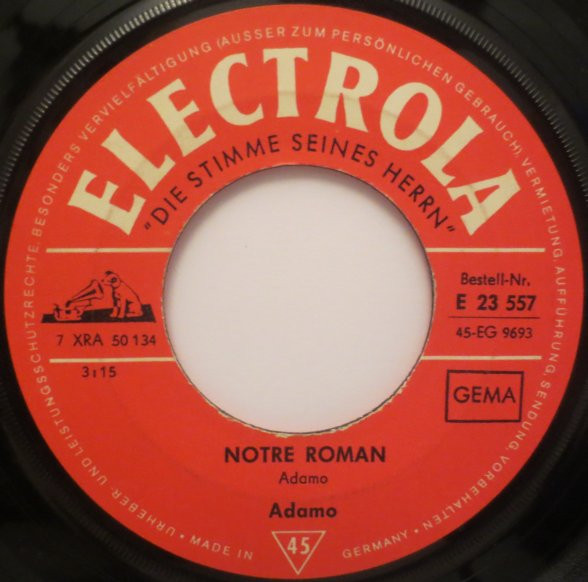 URHEBER- UND LEISTUNGSSCHUTZRECHTE, BESONDERS VERVIELFÄLTIGUNG (AUSSER ZUM PERSÖNLICHEN GEBRAUCH), VERMIETUNG, AUFFÜHRUNG, SENDUNG, VORBEHALTEN
ELECTROLA
"DIE STIMME SEINES HERRN"
Bestell-Nr.
E 23 557
7 XRA 50 134
45-EG 9693
3:15
GEMA
NOTRE ROMAN
Adamo
Adamo
45
• MADE IN GERMANY •